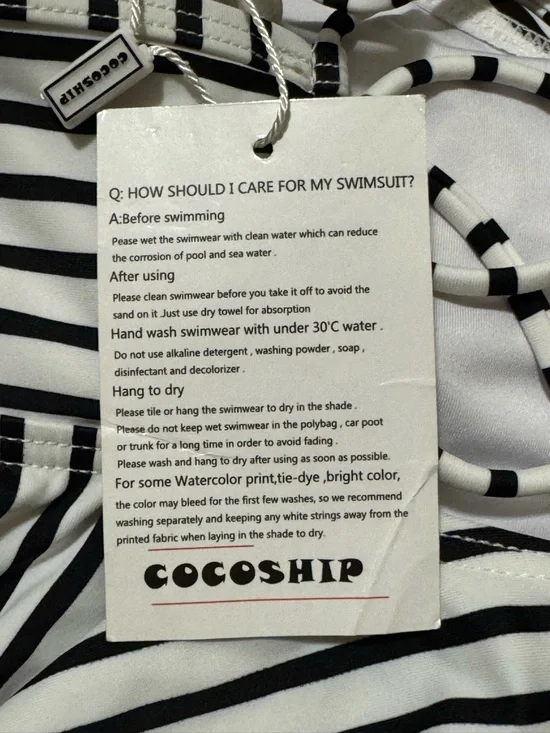 COCOSHIP
Q: HOW SHOULD I CARE FOR MY SWIMSUIT?
A:Before swimming
Pease wet the swimwear with clean water which can reduce
the corrosion of pool and sea water .
After using
Please clean swimwear before you take it off to avoid the
sand on it .Just use dry towel for absorption
Hand wash swimwear with under 30°C water .
Do not use alkaline detergent , washing powder , soap ,
disinfectant and decolorizer .
Hang to dry
Please tile or hang the swimwear to dry in the shade .
Please do not keep wet swimwear in the polybag , car poot
or trunk for a long time in order to avoid fading .
Please wash and hang to dry after using as soon as possible.
For some Watercolor print,tie-dye ,bright color,
the color may bleed for the first few washes, so we recommend
washing separately and keeping any white strings away from the
printed fabric when laying in the shade to dry.
COCOSHIP